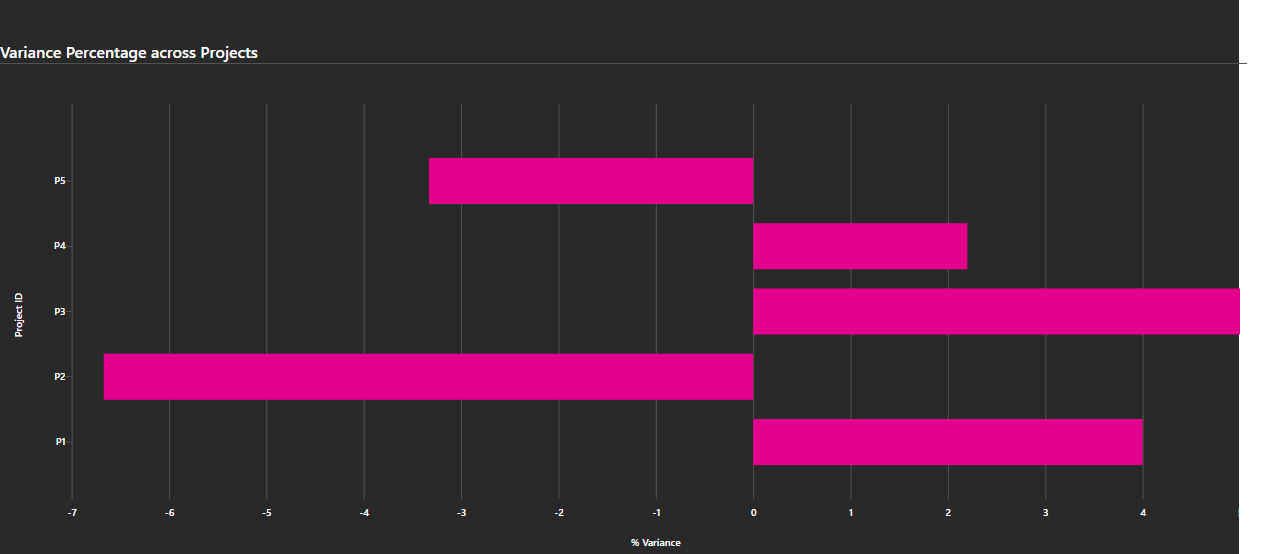 Variance Percentage across Projects
P5
P4
P3
P2
P1
Project ID
-7 -6 -5 -4 -3 -2 -1 0 1 2 3 4
% Variance